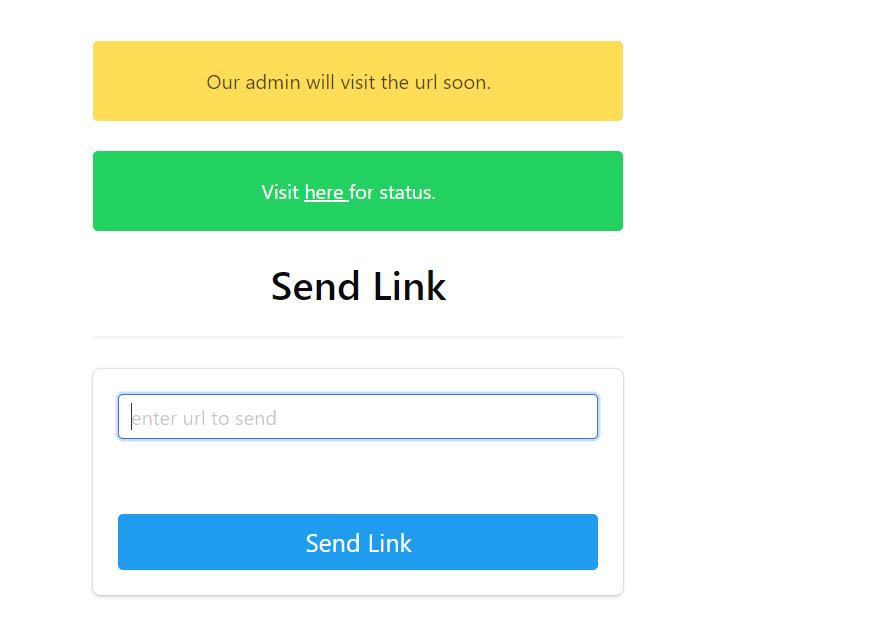 Our admin will visit the url soon.
Visit here for status.
Send Link
enter url to send
Send Link